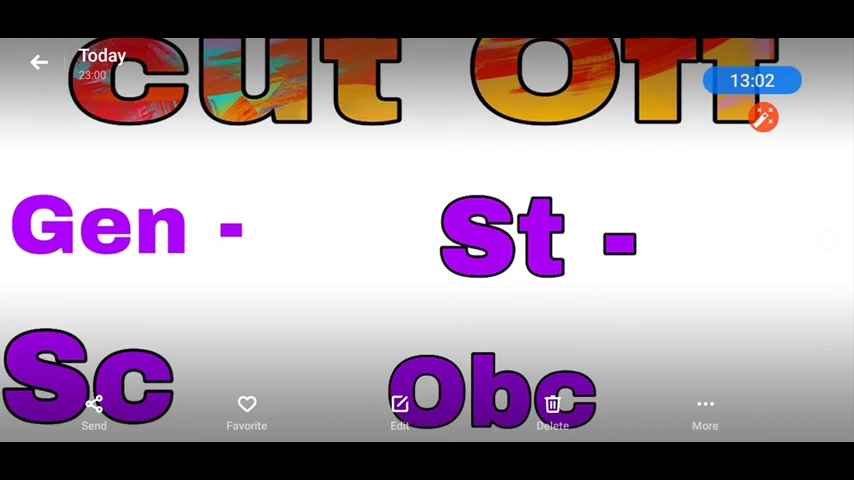 Today
23:00
cut Off
13:02
Gen -
St -
Sc
Obc
Send
Favorite
Edit
Delete
More